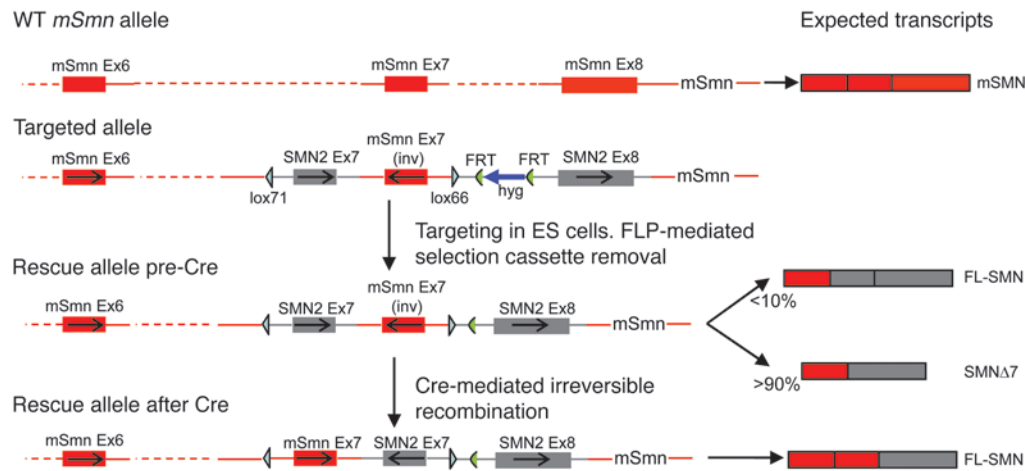 WT mSmn allele
Expected transcripts
mSmn Ex6
mSmn Ex7
mSmn Ex8
mSmn
mSMN
Targeted allele
mSmn Ex6
SMN2 Ex7
mSmn Ex7
(inv)
FRT
FRT
SMN2 Ex8
lox71
lox66
hyg
mSmn
Targeting in ES cells. FLP-mediated
selection cassette removal
Rescue allele pre-Cre
mSmn Ex6
SMN2 Ex7
mSmn Ex7
(inv)
SMN2 Ex8
mSmn
<10%
FL-SMN
>90%
SMNΔ7
Cre-mediated irreversible
recombination
Rescue allele after Cre
mSmn Ex6
mSmn Ex7
SMN2 Ex7
SMN2 Ex8
mSmn
FL-SMN